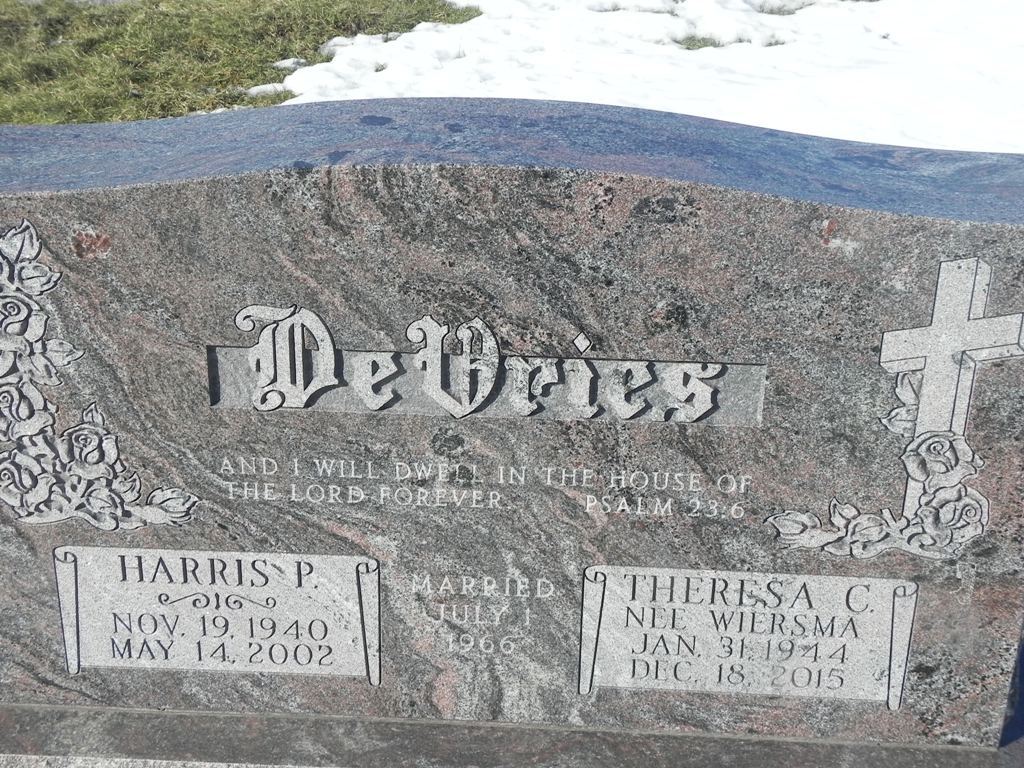 DeVries
AND I WILL DWELL IN THE HOUSE OF
THE LORD FOREVER PSALM 23:6
HARRIS P.
NOV. 19, 1940
MAY 14, 2002
MARRIED
JULY 1
1966
THERESA C.
NEE WIERSMA
JAN. 31, 1944
DEC. 18, 2015